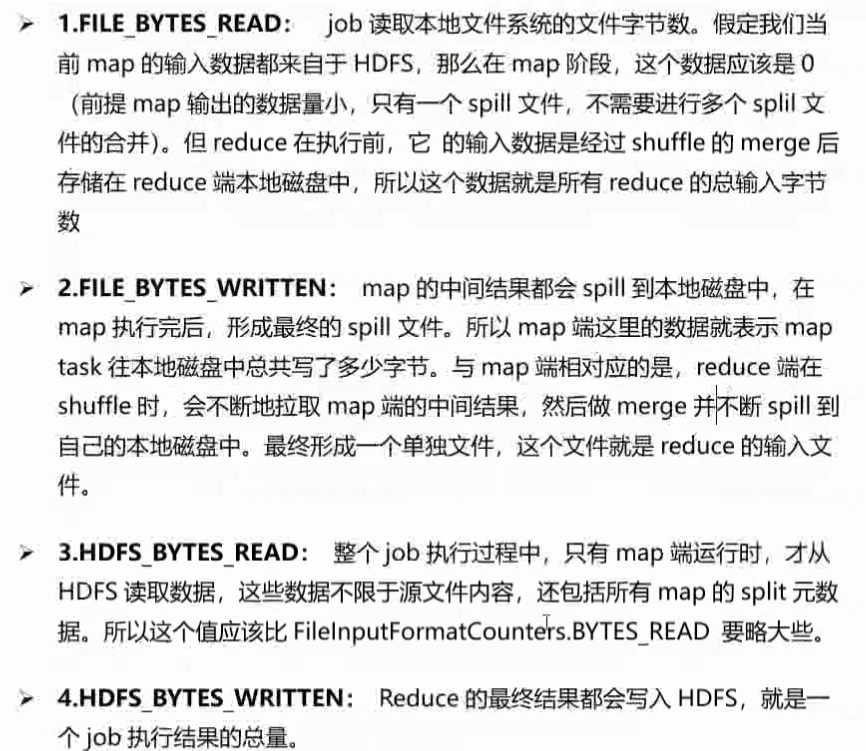 ➢ 1.FILE_BYTES_READ： job 读取本地文件系统的文件字节数。假定我们当
前 map 的输入数据都来自于 HDFS，那么在 map 阶段，这个数据应该是 0
（前提 map 输出的数据量小，只有一个 spill 文件，不需要进行多个 splil 文
件的合并）。但 reduce 在执行前，它 的输入数据是经过 shuffle 的 merge 后
存储在 reduce 端本地磁盘中，所以这个数据就是所有 reduce 的总输入字节
数
➢ 2.FILE_BYTES_WRITTEN： map 的中间结果都会 spill 到本地磁盘中，在
map 执行完后，形成最终的 spill 文件。所以 map 端这里的数据就表示 map
task 往本地磁盘中总共写了多少字节。与 map 端相对应的是，reduce 端在
shuffle 时，会不断地拉取 map 端的中间结果，然后做 merge 并不断 spill 到
自己的本地磁盘中。最终形成一个单独文件，这个文件就是 reduce 的输入文
件。
➢ 3.HDFS_BYTES_READ： 整个 job 执行过程中，只有 map 端运行时，才从
HDFS 读取数据，这些数据不限于源文件内容，还包括所有 map 的 split 元数
据。所以这个值应该比 FileInputFormatCounters.BYTES_READ 要略大些。
➢ 4.HDFS_BYTES_WRITTEN： Reduce 的最终结果都会写入 HDFS，就是一
个 job 执行结果的总量。